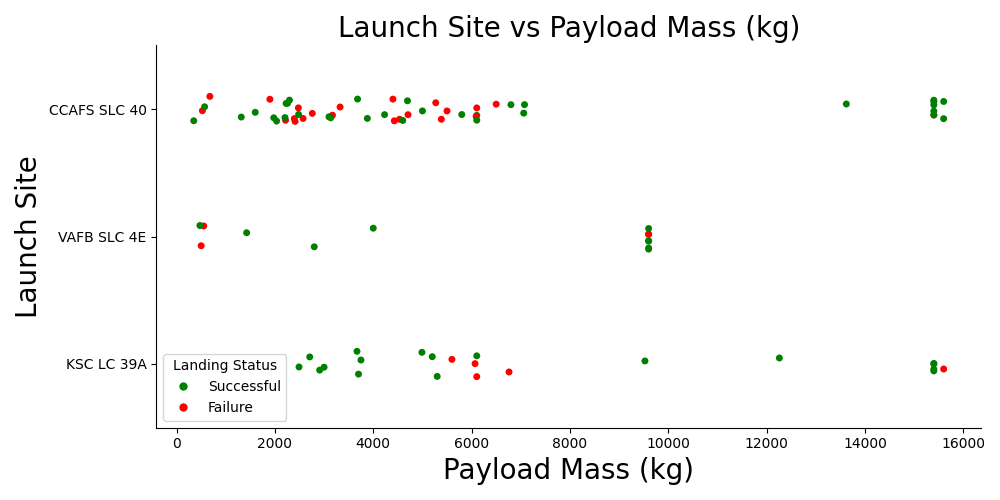 Launch Site vs Payload Mass (kg)
Launch Site
CCAFS SLC 40
VAFB SLC 4E
KSC LC 39A
Landing Status
Successful
Failure
0 2000 4000 6000 8000 10000 12000 14000 16000
Payload Mass (kg)